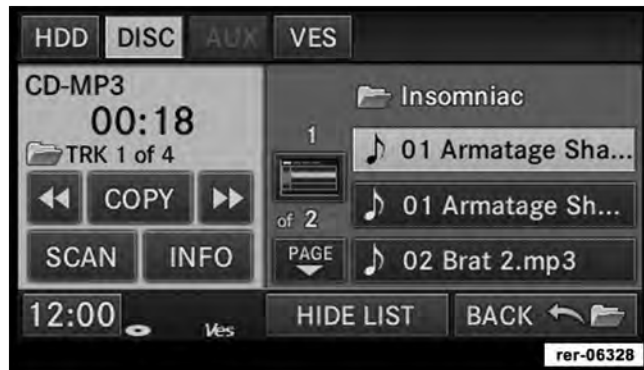 HDD DISC AUX VES
CD-MP3
00:18
TRK 1 of 4
COPY
SCAN INFO
Insomniac
1
of 2
PAGE
01 Armatage Sha...
01 Armatage Sh...
02 Brat 2.mp3
12:00 Ves HIDE LIST BACK
rer-06328